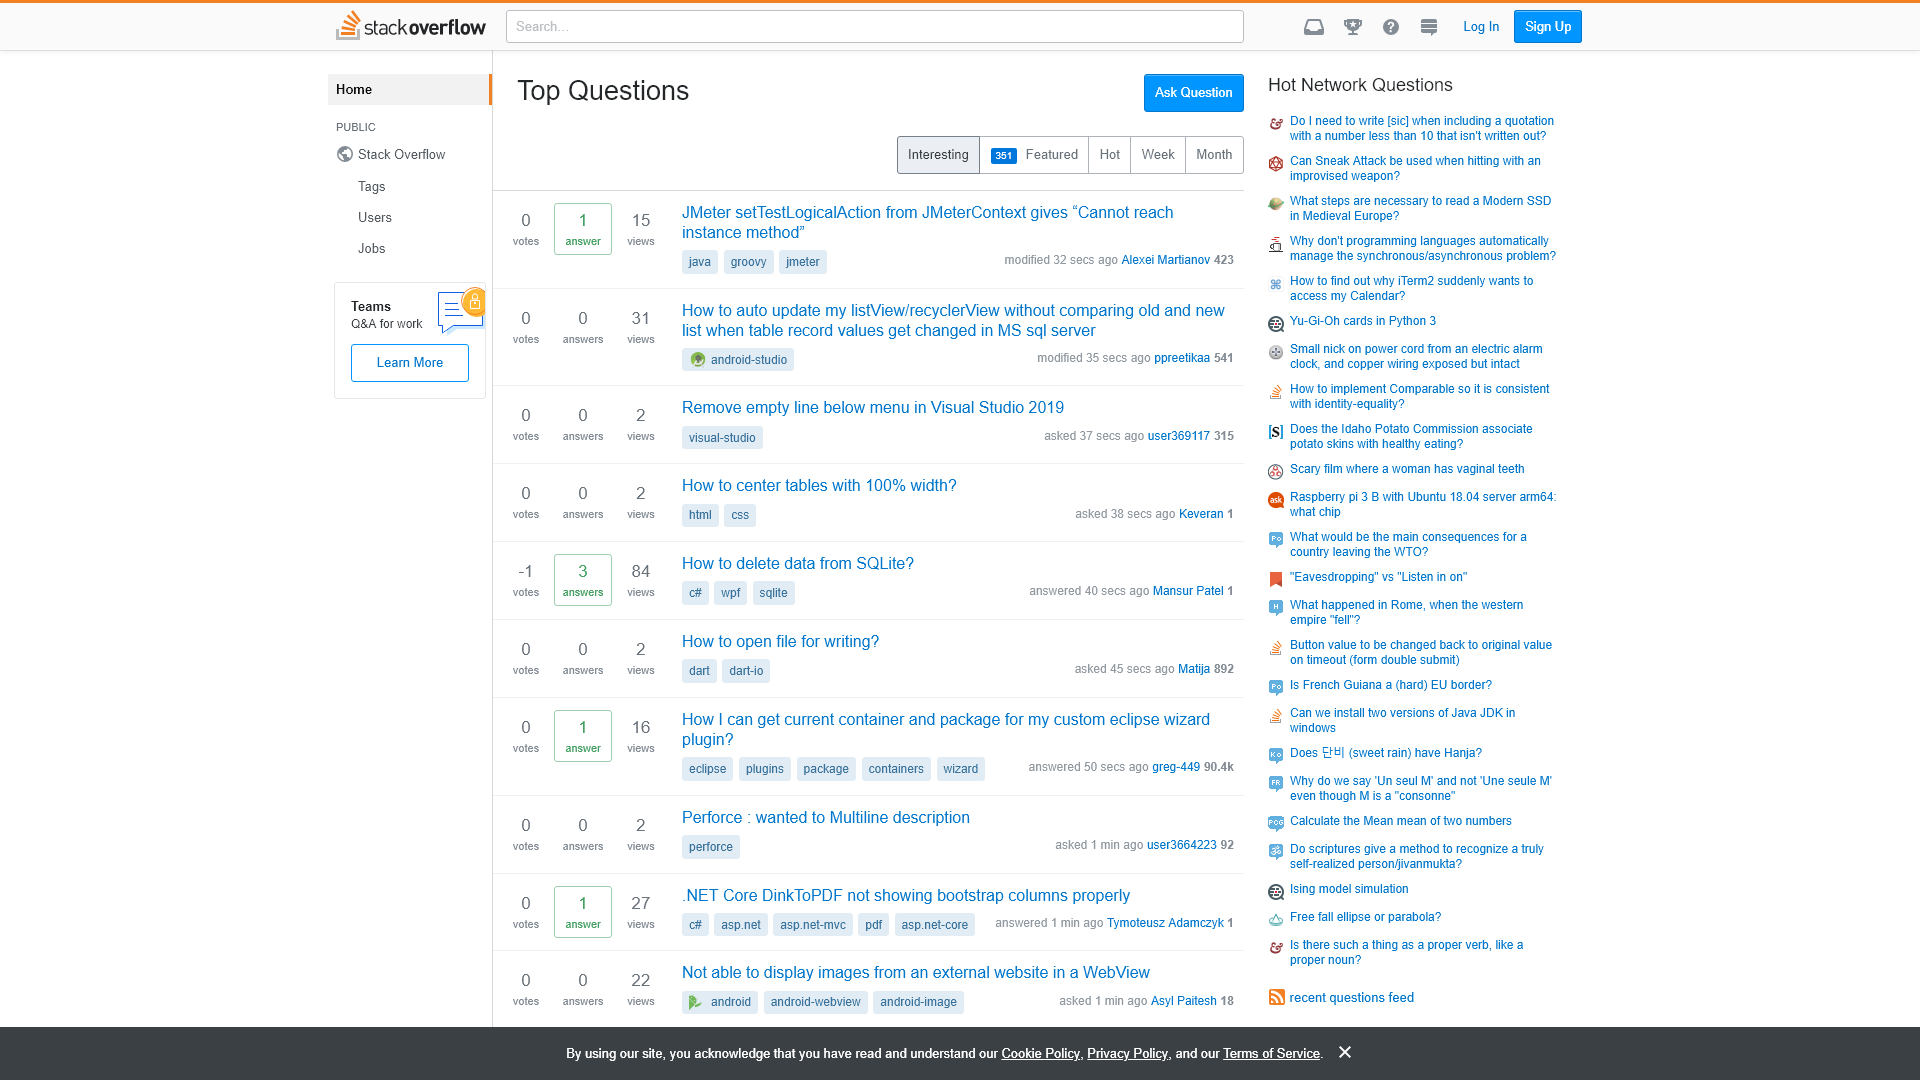 stackoverflow
Search...
Log In
Sign Up
Home
PUBLIC
Stack Overflow
Tags
Users
Jobs
Teams
Q&A for work
Learn More
Top Questions
Ask Question
Interesting
351 Featured
Hot
Week
Month
0 votes
1 answer
15 views
JMeter setTestLogicalAction from JMeterContext gives “Cannot reach
instance method”
java groovy jmeter
modified 32 secs ago Alexei Martianov 423
0 votes
0 answers
31 views
How to auto update my listView/recyclerView without comparing old and new
list when table record values get changed in MS sql server
android-studio
modified 35 secs ago ppreetikaa 541
0 votes
0 answers
2 views
Remove empty line below menu in Visual Studio 2019
visual-studio
asked 37 secs ago user369117 315
0 votes
0 answers
2 views
How to center tables with 100% width?
html css
asked 38 secs ago Keveran 1
-1 votes
3 answers
84 views
How to delete data from SQLite?
c# wpf sqlite
answered 40 secs ago Mansur Patel 1
0 votes
0 answers
2 views
How to open file for writing?
dart dart-io
asked 45 secs ago Matija 892
0 votes
1 answer
16 views
How I can get current container and package for my custom eclipse wizard
plugin?
eclipse plugins package containers wizard
answered 50 secs ago greg-449 90.4k
0 votes
0 answers
2 views
Perforce : wanted to Multiline description
perforce
asked 1 min ago user3664223 92
0 votes
1 answer
27 views
.NET Core DinkToPDF not showing bootstrap columns properly
c# asp.net asp.net-mvc pdf asp.net-core
answered 1 min ago Tymoteusz Adamczyk 1
0 votes
0 answers
22 views
Not able to display images from an external website in a WebView
android android-webview android-image
asked 1 min ago Asyl Paitesh 18
Hot Network Questions
Do I need to write [sic] when including a quotation
with a number less than 10 that isn't written out?
Can Sneak Attack be used when hitting with an
improvised weapon?
What steps are necessary to read a Modern SSD
in Medieval Europe?
Why don't programming languages automatically
manage the synchronous/asynchronous problem?
How to find out why iTerm2 suddenly wants to
access my Calendar?
Yu-Gi-Oh cards in Python 3
Small nick on power cord from an electric alarm
clock, and copper wiring exposed but intact
How to implement Comparable so it is consistent
with identity-equality?
Does the Idaho Potato Commission associate
potato skins with healthy eating?
Scary film where a woman has vaginal teeth
Raspberry pi 3 B with Ubuntu 18.04 server arm64:
what chip
What would be the main consequences for a
country leaving the WTO?
"Eavesdropping" vs "Listen in on"
What happened in Rome, when the western
empire "fell"?
Button value to be changed back to original value
on timeout (form double submit)
Is French Guiana a (hard) EU border?
Can we install two versions of Java JDK in
windows
Does 단비 (sweet rain) have Hanja?
Why do we say 'Un seul M' and not 'Une seule M'
even though M is a "consonne"
Calculate the Mean mean of two numbers
Do scriptures give a method to recognize a truly
self-realized person/jivanmukta?
Ising model simulation
Free fall ellipse or parabola?
Is there such a thing as a proper verb, like a
proper noun?
recent questions feed
By using our site, you acknowledge that you have read and understand our Cookie Policy, Privacy Policy, and our Terms of Service.